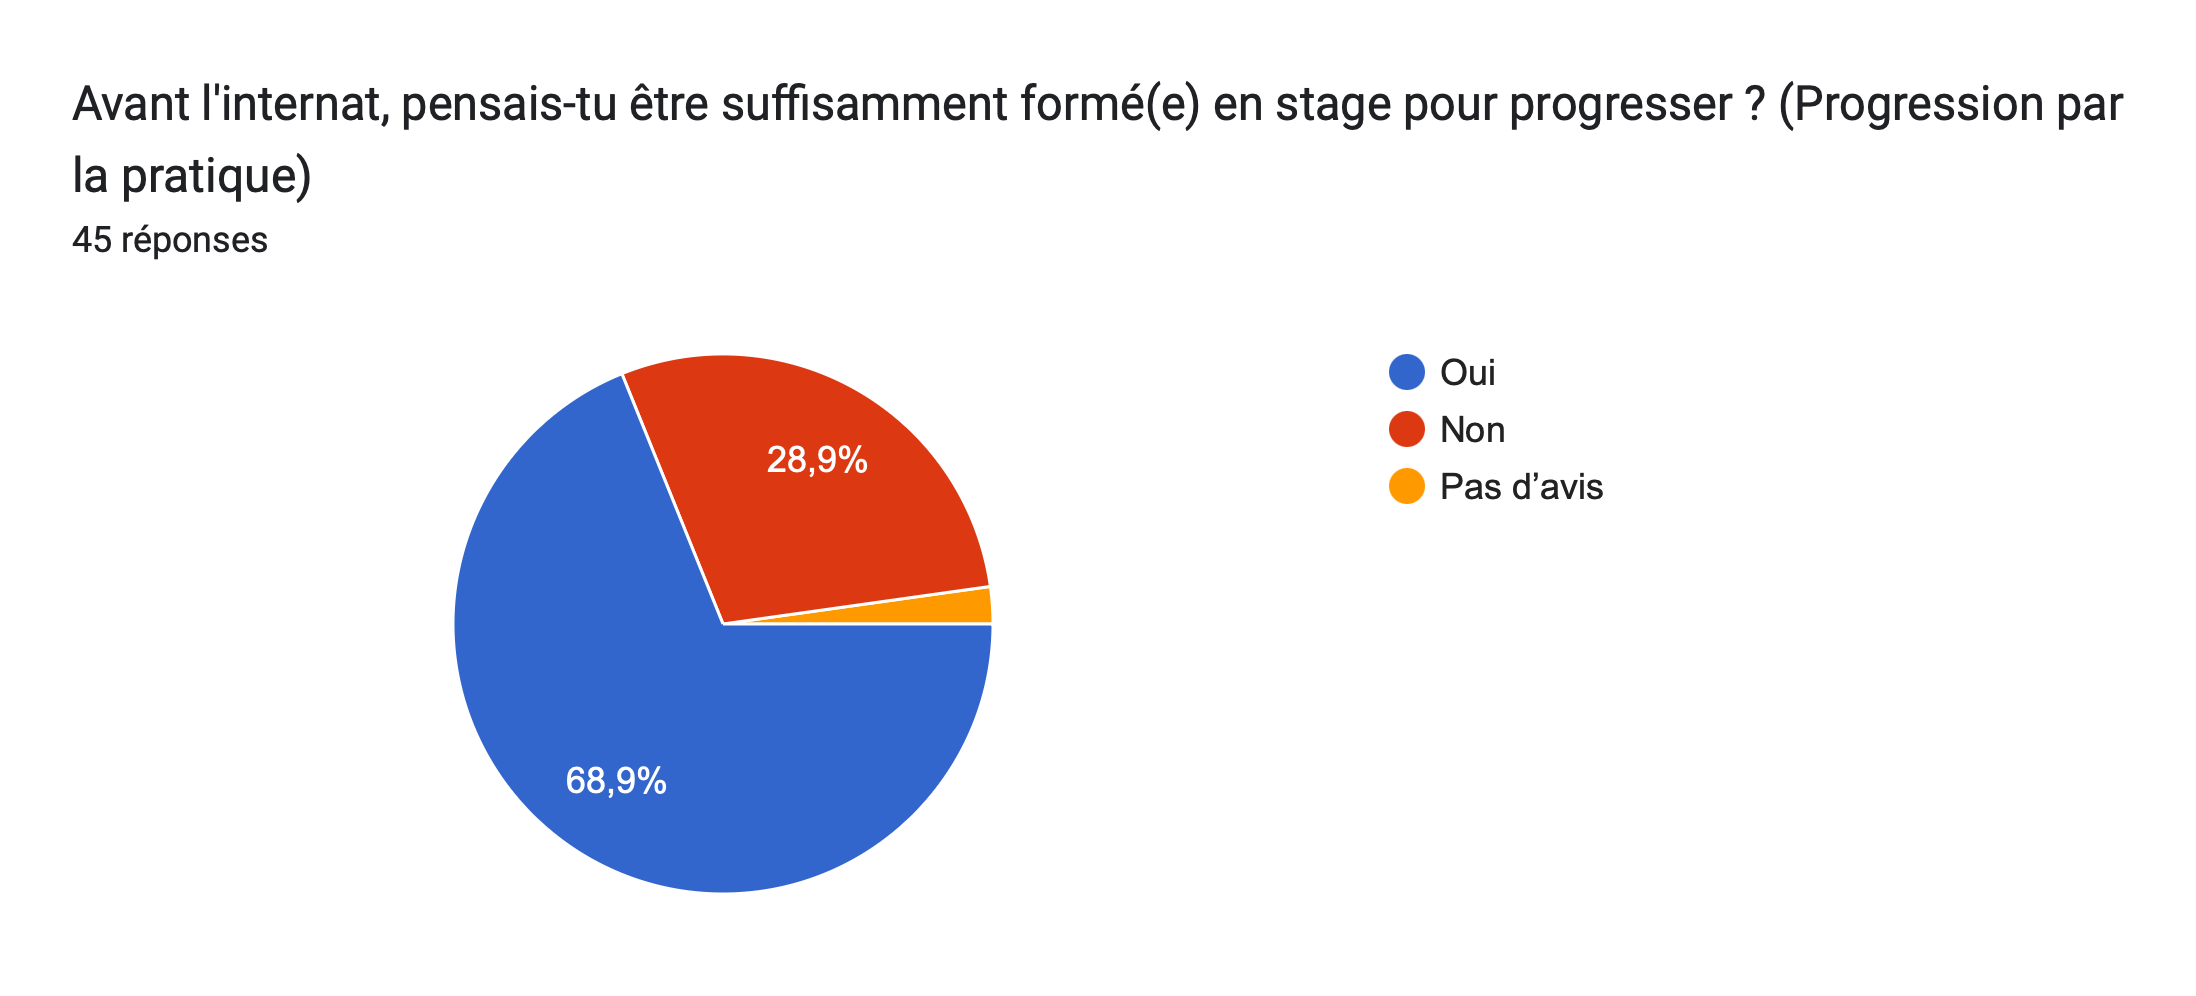 Avant l'internat, pensais-tu être suffisamment formé(e) en stage pour progresser ? (Progression par
la pratique)
45 réponses
Oui
Non
Pas d’avis
28,9%
68,9%